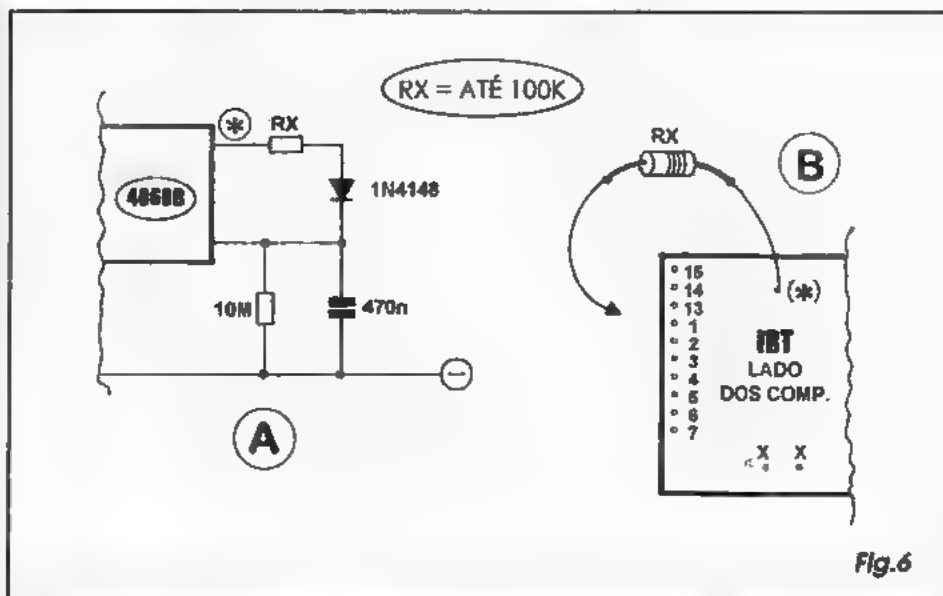 RX = ATÉ 100K
(*)
RX
1N4148
4060B
10M
470n
A
RX
B
15
14
(*)
13
1
IBT
2
LADO
3
DOS COMP.
4
5
6
7
X X
Fig.6